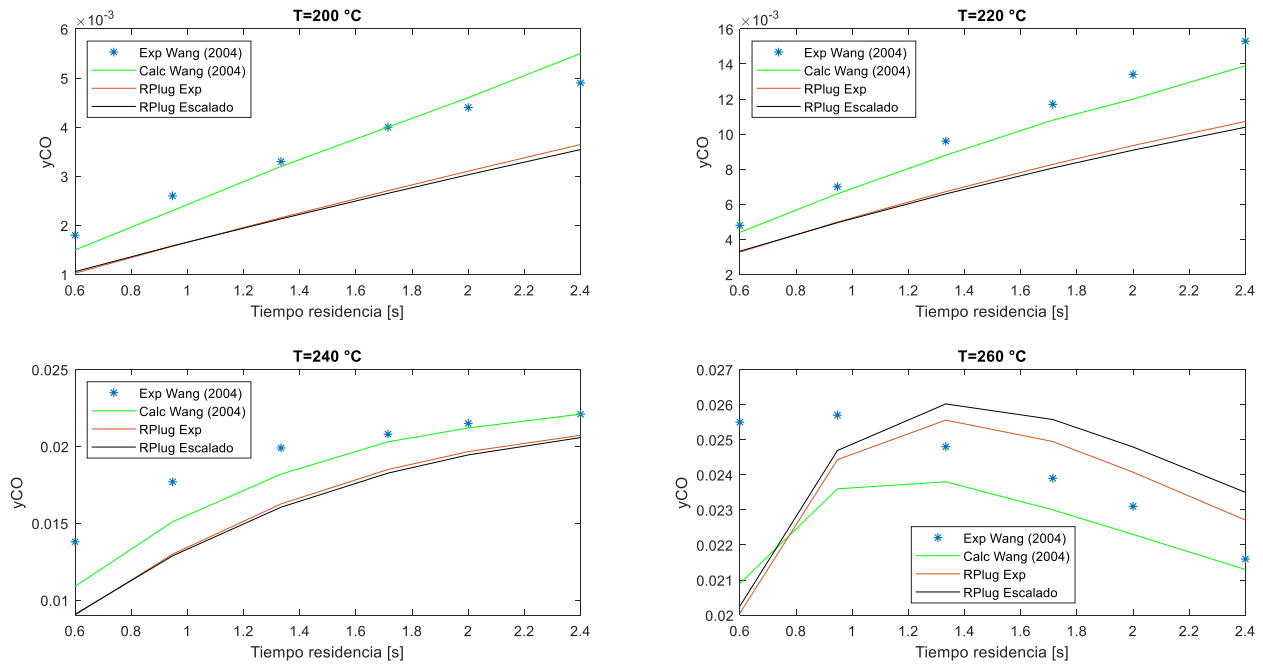 T=200 °C
×10-3
6
5
4
3
2
1
yCO
0.6 0.8 1 1.2 1.4 1.6 1.8 2 2.2 2.4
Tiempo residencia [s]
Exp Wang (2004)
Calc Wang (2004)
RPlug Exp
RPlug Escalado
T=220 °C
×10-3
16
14
12
10
8
6
4
2
yCO
0.6 0.8 1 1.2 1.4 1.6 1.8 2 2.2 2.4
Tiempo residencia [s]
Exp Wang (2004)
Calc Wang (2004)
RPlug Exp
RPlug Escalado
T=240 °C
0.025
0.02
0.015
0.01
yCO
0.6 0.8 1 1.2 1.4 1.6 1.8 2 2.2 2.4
Tiempo residencia [s]
Exp Wang (2004)
Calc Wang (2004)
RPlug Exp
RPlug Escalado
T=260 °C
0.027
0.026
0.025
0.024
0.023
0.022
0.021
0.02
yCO
0.6 0.8 1 1.2 1.4 1.6 1.8 2 2.2 2.4
Tiempo residencia [s]
Exp Wang (2004)
Calc Wang (2004)
RPlug Exp
RPlug Escalado